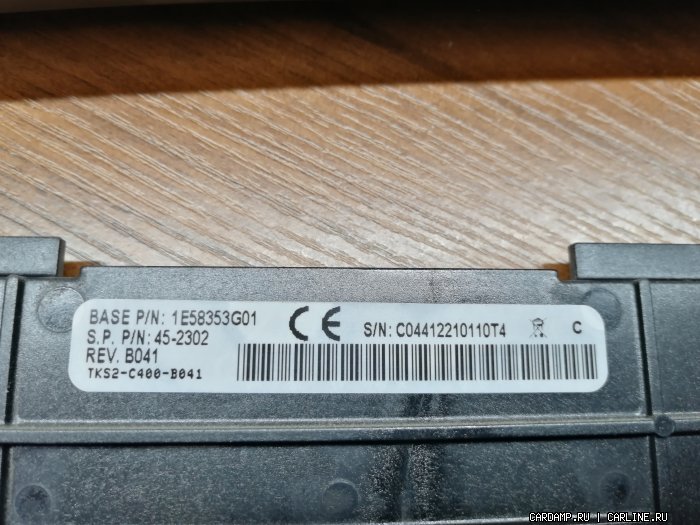 BASE P/N: 1E58353G01
S.P. P/N: 45-2302
REV. B041
TKS2-C400-B041
CE
S/N: C04412210110T4
C
CARDAMP.RU | CARLINE.RU